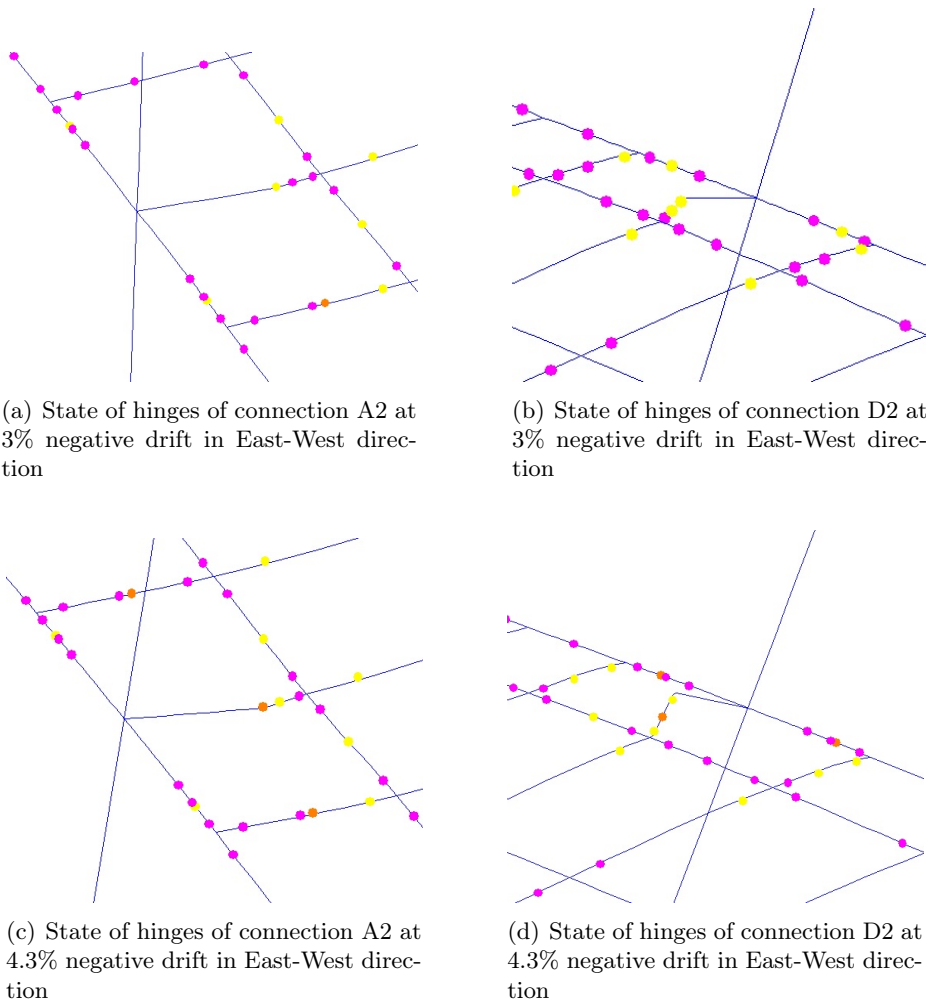 (a) State of hinges of connection A2 at
3% negative drift in East-West direc-
tion
(b) State of hinges of connection D2 at
3% negative drift in East-West direc-
tion
(c) State of hinges of connection A2 at
4.3% negative drift in East-West direc-
tion
(d) State of hinges of connection D2 at
4.3% negative drift in East-West direc-
tion